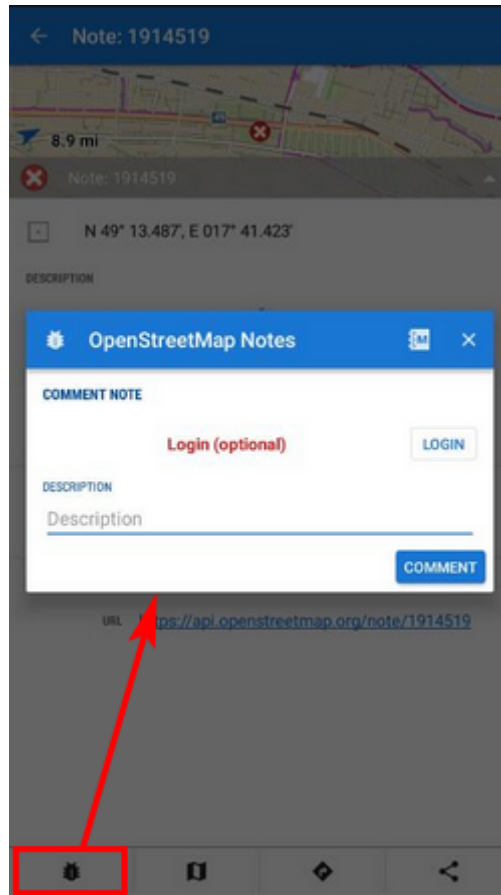 Note: 1914519
49
8.9 mi
Note: 1914519
N 49° 13.487', E 017° 41.423'
DESCRIPTION
OpenStreetMap Notes
COMMENT NOTE
Login (optional)
LOGIN
DESCRIPTION
Description
COMMENT
URL https://api.openstreetmap.org/note/1914519